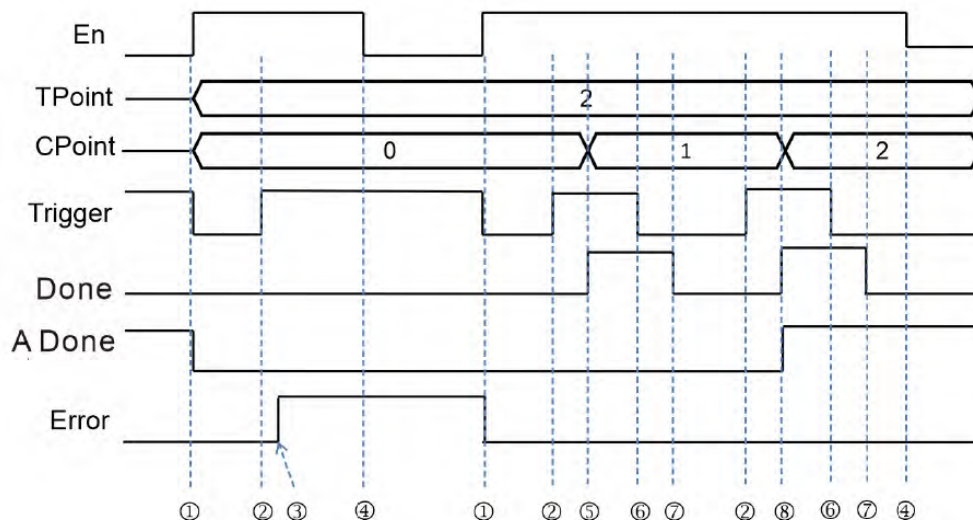 En
TPoint 2
CPoint 0 1 2
Trigger
Done
A Done
Error
① ② ③ ④ ① ② ⑤ ⑥ ⑦ ② ⑧ ⑥ ⑦ ④